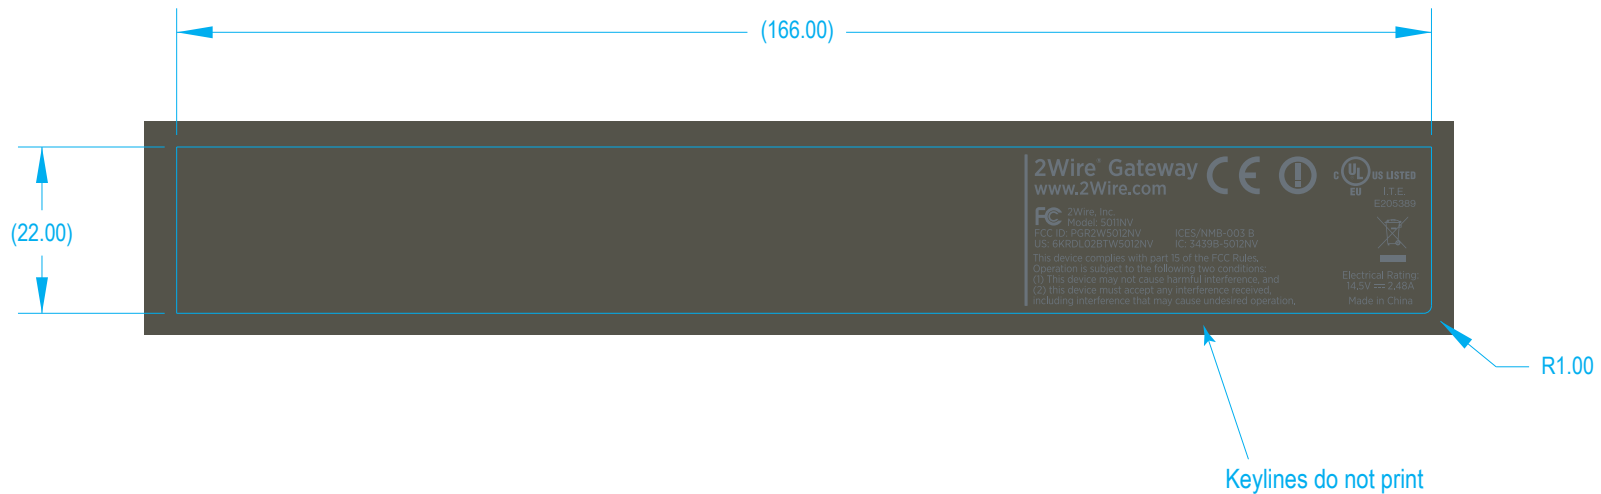 (166.00)
(22.00)
2Wire® Gateway
www.2Wire.com
FC 2Wire, Inc.
Model: 5011NV
FCC ID: PGR2W5012NV ICES/NMB-003 B
US: 6KRDL02BTW5012NV IC: 3439B-5012NV
This device complies with part 15 of the FCC Rules.
Operation is subject to the following two conditions:
(1) This device may not cause harmful interference, and
(2) this device must accept any interference received,
including interference that may cause undesired operation.
CE
C UL US LISTED
EU I.T.E.
E205389
Electrical Rating:
14,5V 2,48A
Made in China
R1.00
Keylines do not print